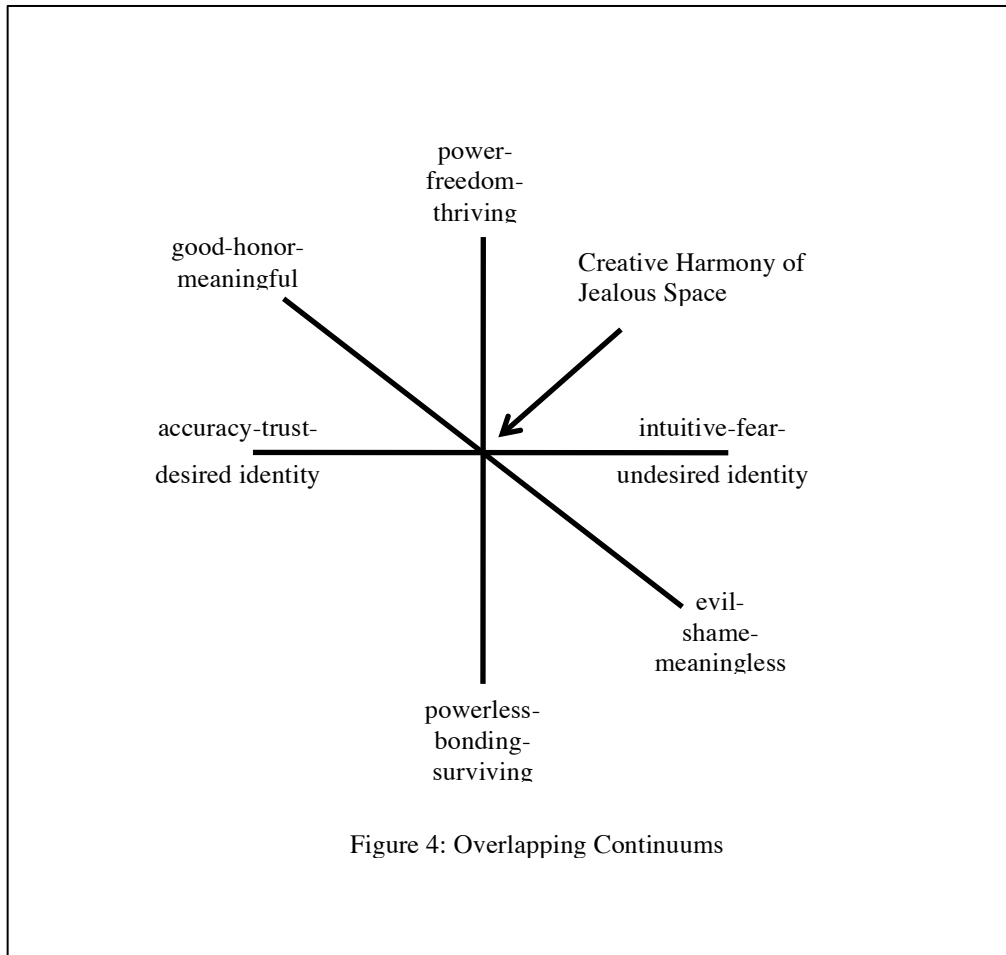 power-
freedom-
thriving
good-honor-
meaningful
Creative Harmony of
Jealous Space
accuracy-trust-
desired identity
intuitive-fear-
undesired identity
evil-
shame-
meaningless
powerless-
bonding-
surviving
Figure 4: Overlapping Continuums